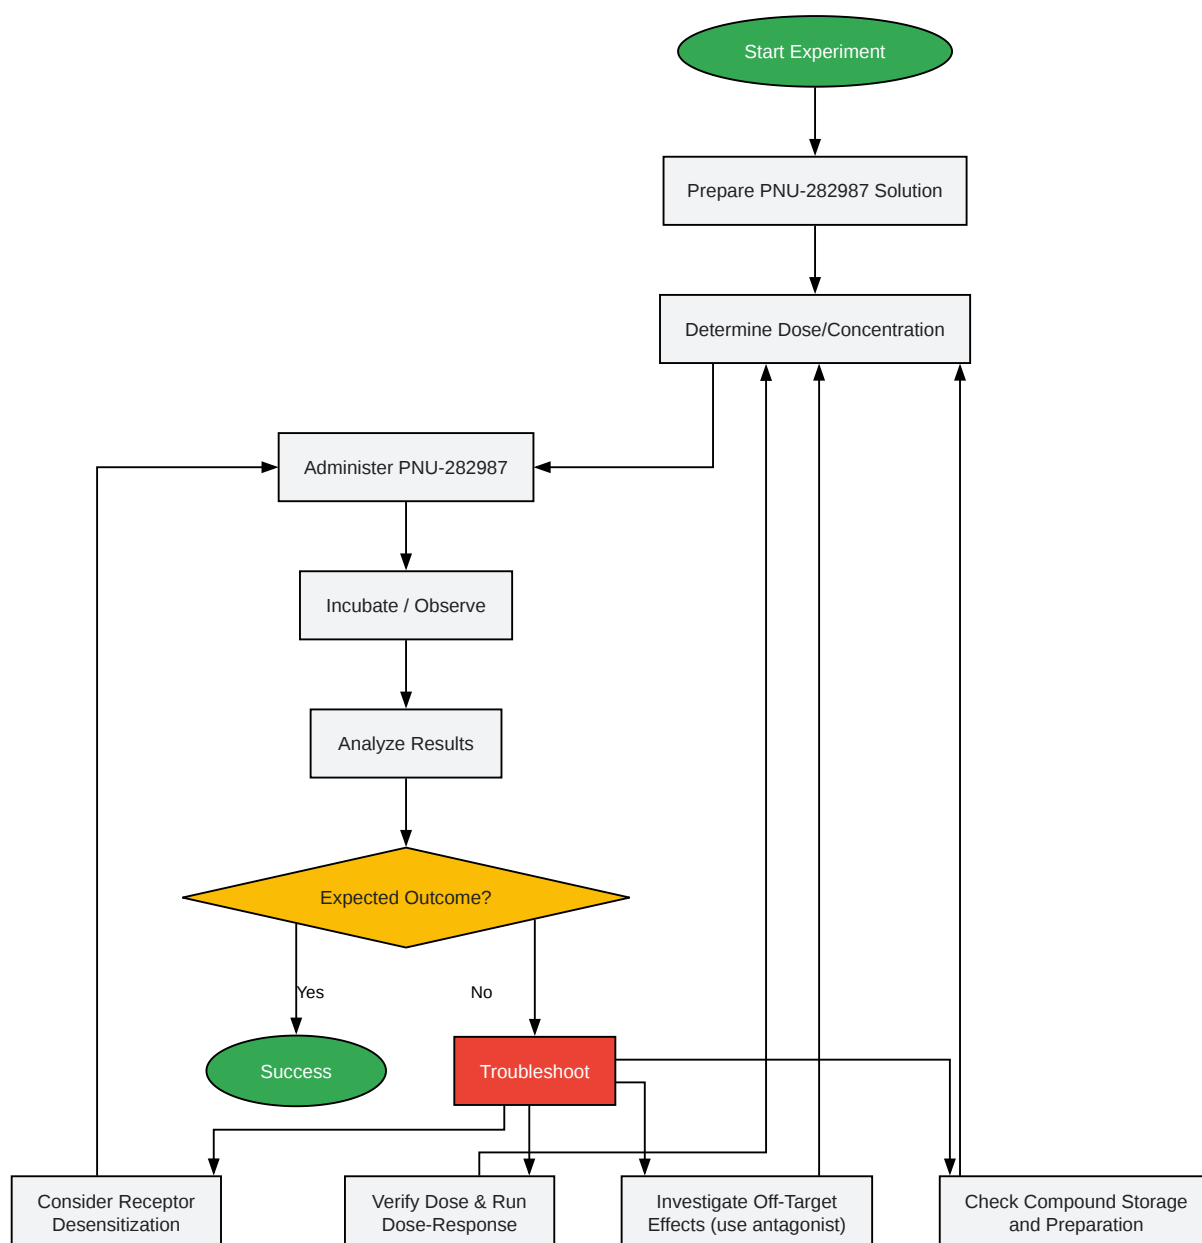 Start Experiment
Prepare PNU-282987 Solution
Determine Dose/Concentration
Administer PNU-282987
Incubate / Observe
Analyze Results
Expected Outcome?
Yes
No
Success
Troubleshoot
Consider Receptor
Desensitization
Verify Dose & Run
Dose-Response
Investigate Off-Target
Effects (use antagonist)
Check Compound Storage
and Preparation